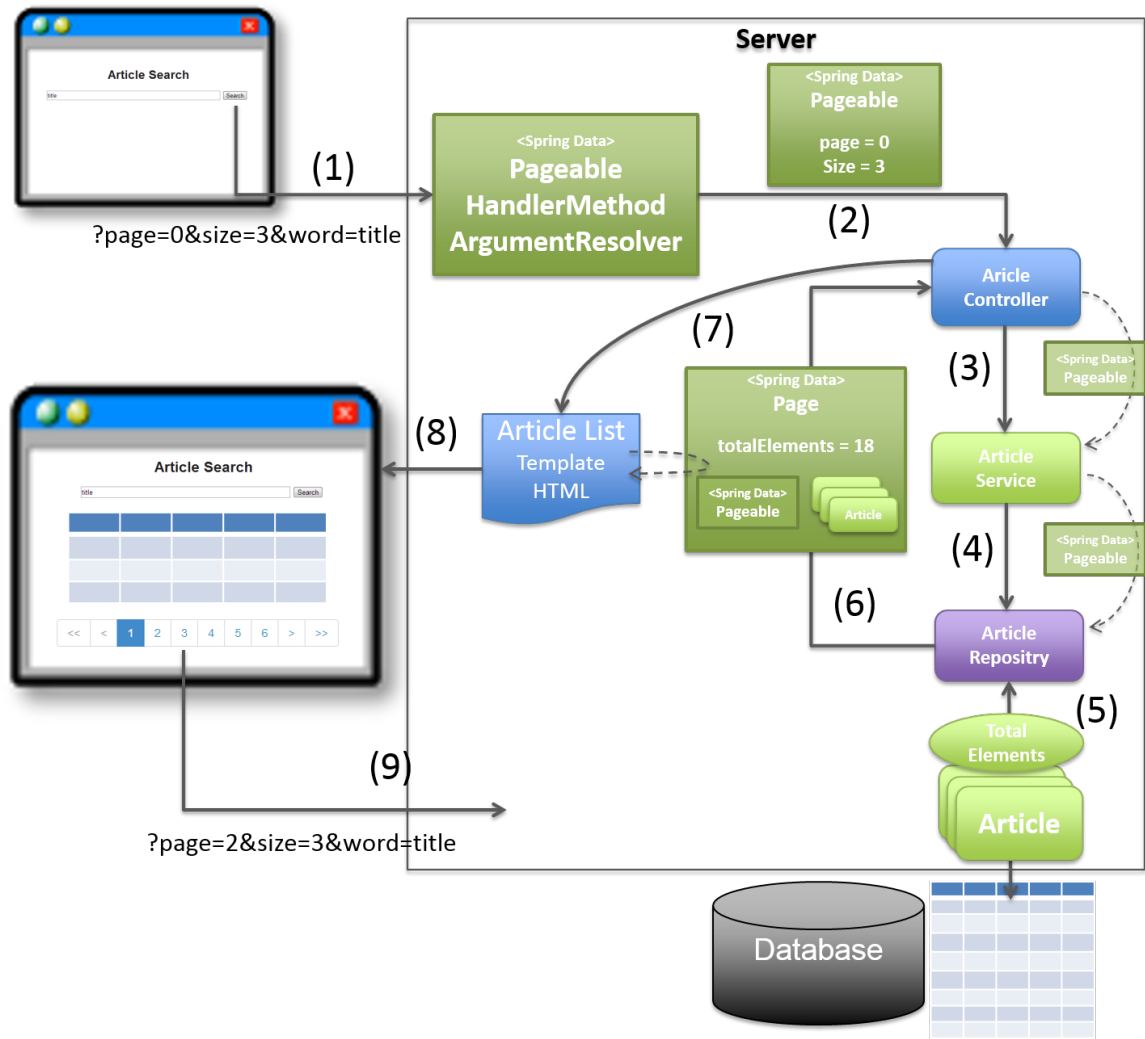 Server
Article Search
title
Search
(1)
?page=0&size=3&word=title
<Spring Data>
Pageable
HandlerMethod
ArgumentResolver
<Spring Data>
Pageable
page = 0
Size = 3
(2)
Aricle
Controller
(7)
(3)
<Spring Data>
Pageable
<Spring Data>
Page
totalElements = 18
<Spring Data>
Pageable
Article
(8)
Article List
Template
HTML
Article
Service
(4)
<Spring Data>
Pageable
(6)
Article
Repositry
(5)
Total
Elements
Article
Article Search
title
Search
<< < 1 2 3 4 5 6 > >>
(9)
?page=2&size=3&word=title
Database